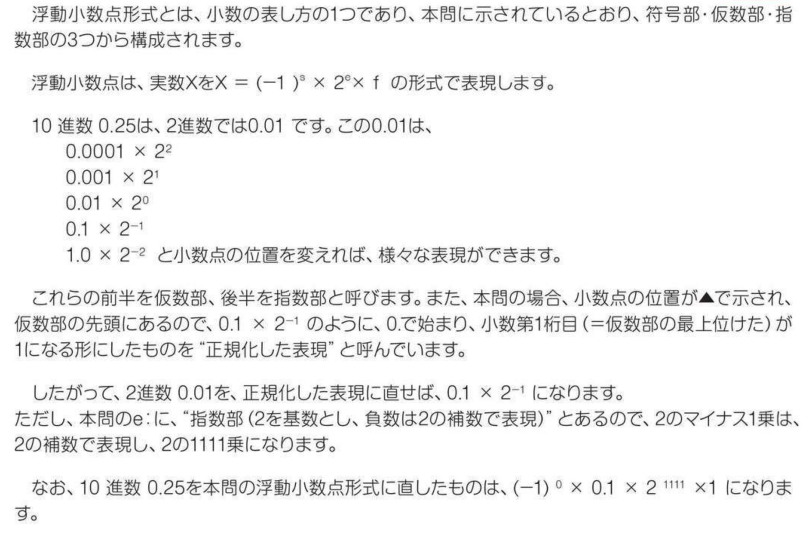 浮動小数点形式とは、小数の表し方の1つであり、本問に示されているとおり、符号部・仮数部・指
数部の3つから構成されます。
浮動小数点は、実数XをX = (−1 )ˢ × 2ᵉ× f の形式で表現します。
10 進数 0.25は、2進数では0.01 です。この0.01は、
0.0001 × 2²
0.001 × 2¹
0.01 × 2⁰
0.1 × 2⁻¹
1.0 × 2⁻² と小数点の位置を変えれば、様々な表現ができます。
これらの前半を仮数部、後半を指数部と呼びます。また、本問の場合、小数点の位置が▲で示され、
仮数部の先頭にあるので、0.1 × 2⁻¹ のように、0.で始まり、小数第1桁目（＝仮数部の最上位けた）が
1になる形にしたものを “正規化した表現” と呼んでいます。
したがって、2進数 0.01を、正規化した表現に直せば、0.1 × 2⁻¹ になります。
ただし、本問のe：に、“指数部（2を基数とし、負数は2の補数で表現）” とあるので、2のマイナス1乗は、
2の補数で表現し、2の1111乗になります。
なお、10 進数 0.25を本問の浮動小数点形式に直したものは、(−1) ⁰ × 0.1 × 2 ¹¹¹¹ ×1 になりま
す。